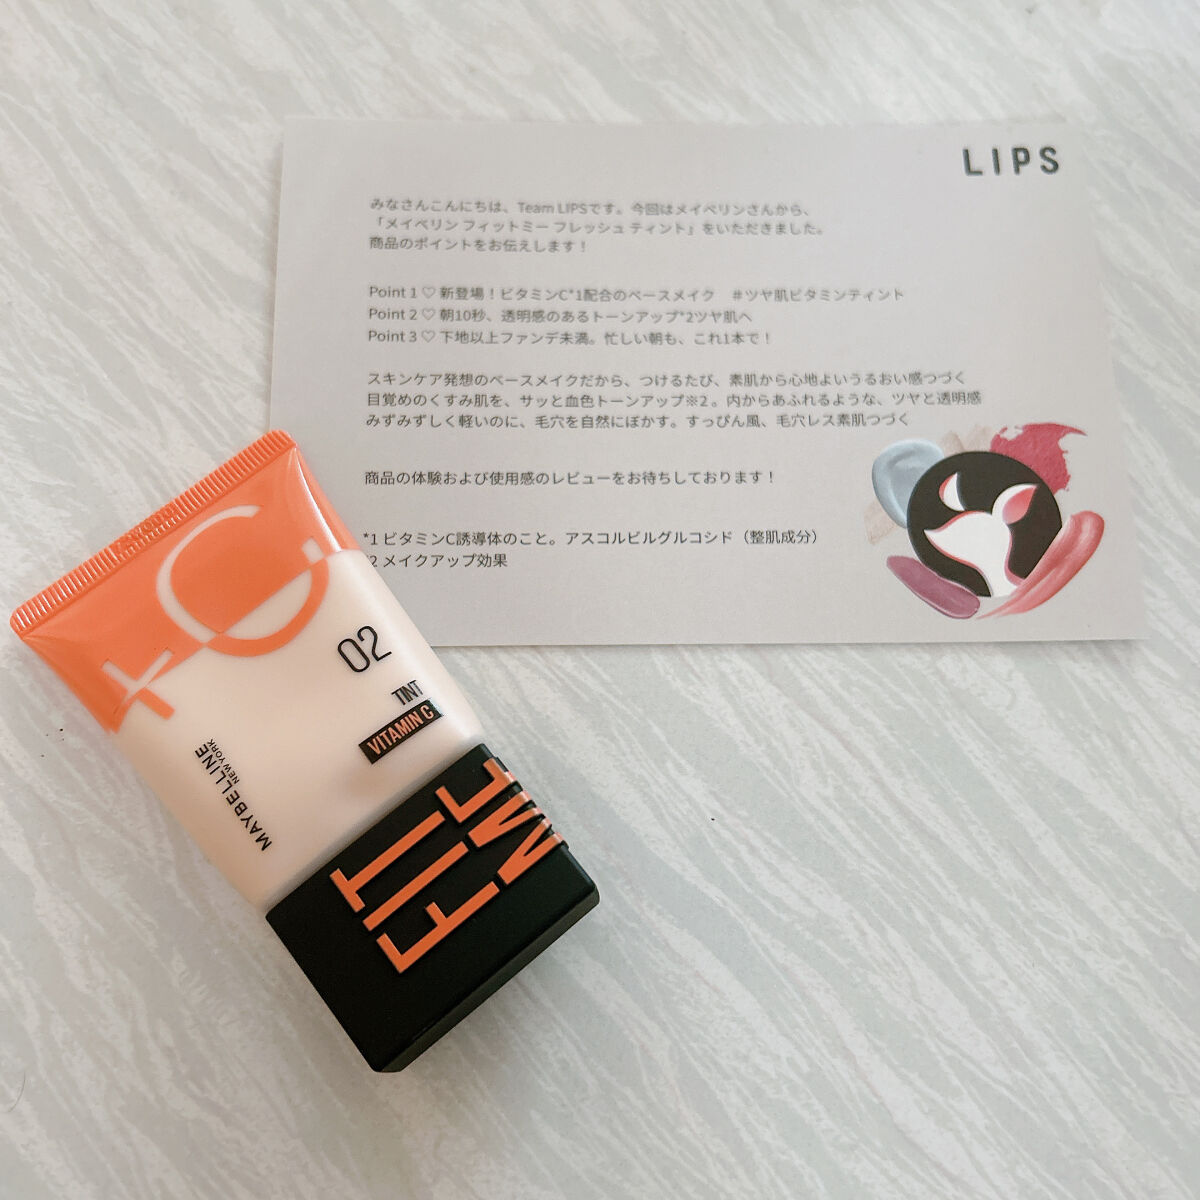 LIPS
みなさんこんにちは、Team LIPSです。今回はメイベリンさんから、
「メイベリン フィットミー フレッシュ ティント」をいただきました。
商品のポイントをお伝えします！
Point 1 ♡ 新登場！ビタミンC*1配合のベースメイク #ツヤ肌ビタミンティント
Point 2 ♡ 朝10秒、透明感のあるトーンアップ*2ツヤ肌へ
Point 3 ♡ 下地以上ファンデ未満。忙しい朝も、これ1本で！
スキンケア発想のベースメイクだから、つけるたび、素肌から心地よいうるおい感つづく
目覚めのくすみ肌を、サッと血色トーンアップ※2 。内からあふれるような、ツヤと透明感
みずみずしく軽いのに、毛穴を自然にぼかす。すっぴん風、毛穴レス素肌つづく
商品の体験および使用感のレビューをお待ちしております！
*1 ビタミンC誘導体のこと。アスコルビルグルコシド（整肌成分）
2 メイクアップ効果
+C
02
TINT
VITAMIN C
MAYBELLINE
NEW YORK
FIT
ME